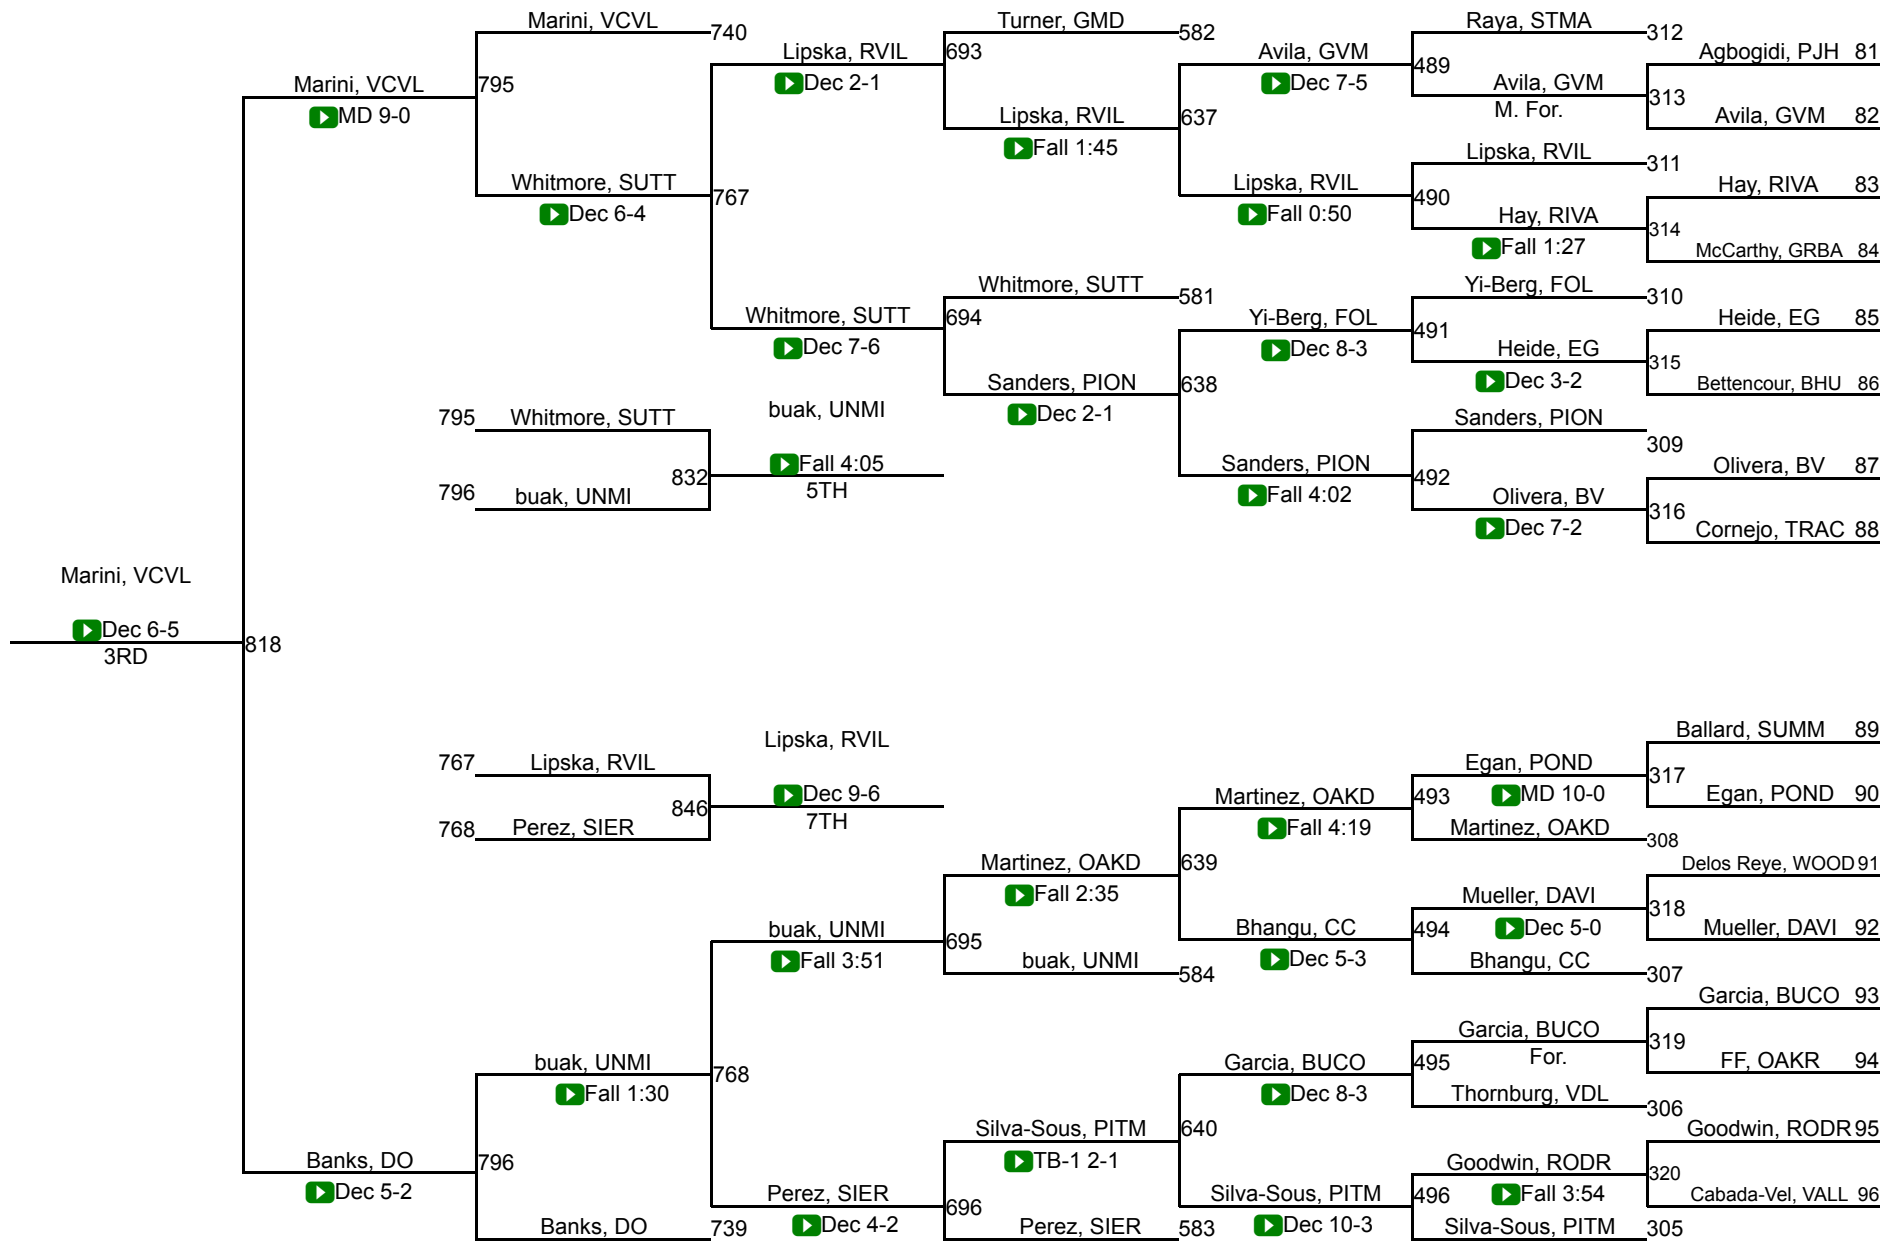 Marini, VCVL 740
Turner, GMD 582
Raya, STMA 312
Lipska, RVIL 693
Avila, GVM 489
Agbogidi, PJH 81
Dec 2-1
Dec 7-5
Marini, VCVL 795
Avila, GVM 313
MD 9-0
M. For.
Lipska, RVIL 637
Avila, GVM 82
Fall 1:45
Lipska, RVIL 311
Whitmore, SUTT 767
Lipska, RVIL 490
Hay, RIVA 83
Dec 6-4
Fall 0:50
Hay, RIVA 314
Fall 1:27
McCarthy, GRBA 84
Whitmore, SUTT 581
Yi-Berg, FOL 310
Whitmore, SUTT 694
Yi-Berg, FOL 491
Heide, EG 85
Dec 7-6
Dec 8-3
Heide, EG 315
Dec 3-2
Sanders, PION 638
Bettencour, BHU 86
Dec 2-1
795 Whitmore, SUTT
buak, UNMI
Sanders, PION 309
832
Fall 4:05
5TH
Sanders, PION 492
Fall 4:02
Olivera, BV 87
796 buak, UNMI
Olivera, BV 316
Dec 7-2
Cornejo, TRAC 88
Marini, VCVL
Dec 6-5
3RD
818
Ballard, SUMM 89
Lipska, RVIL
767 Lipska, RVIL
Egan, POND 317
846
Dec 9-6
7TH
Martinez, OAKD 493
MD 10-0
Egan, POND 90
768 Perez, SIER
Fall 4:19
Martinez, OAKD 308
Martinez, OAKD 639
Delos Reye, WOOD 91
Fall 2:35
Mueller, DAVI 318
buak, UNMI 695
Bhangu, CC 494
Dec 5-0
Mueller, DAVI 92
Fall 3:51
Dec 5-3
buak, UNMI 584
Bhangu, CC 307
Garcia, BUCO 93
Garcia, BUCO 319
For.
buak, UNMI 768
Garcia, BUCO 495
FF, OAKR 94
Fall 1:30
Dec 8-3
Thornburg, VDL 306
Silva-Sous, PITM 640
Goodwin, RODR 95
TB-1 2-1
Banks, DO 796
Goodwin, RODR 320
Dec 5-2
Perez, SIER 696
Silva-Sous, PITM 496
Fall 3:54
Cabada-Vel, VALL 96
Dec 4-2
Dec 10-3
Banks, DO 739
Perez, SIER 583
Silva-Sous, PITM 305